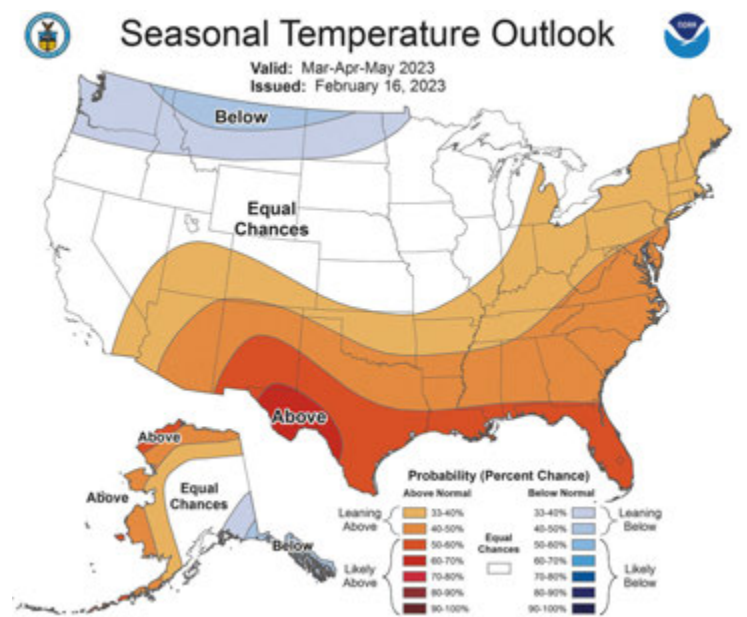 Seasonal Temperature Outlook
Valid: Mar-Apr-May 2023
Issued: February 16, 2023
Below
Equal
Chances
Above
Above
Above
Equal
Chances
Below
Probability (Percent Chance)
Above Normal
Below Normal
Leaning
Above
33-40%
40-50%
Likely
Above
50-60%
60-70%
70-80%
80-90%
90-100%
Equal
Chances
33-40%
40-50%
Leaning
Below
50-60%
60-70%
70-80%
80-90%
90-100%
Likely
Below